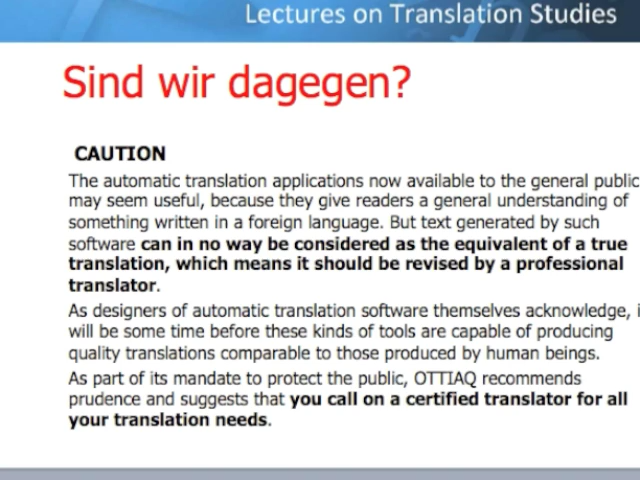 Lectures on Translation Studies
Sind wir dagegen?
CAUTION
The automatic translation applications now available to the general public
may seem useful, because they give readers a general understanding of
something written in a foreign language. But text generated by such
software can in no way be considered as the equivalent of a true
translation, which means it should be revised by a professional
translator.
As designers of automatic translation software themselves acknowledge,
will be some time before these kinds of tools are capable of producing
quality translations comparable to those produced by human beings.
As part of its mandate to protect the public, OTTIAQ recommends
prudence and suggests that you call on a certified translator for all
your translation needs.